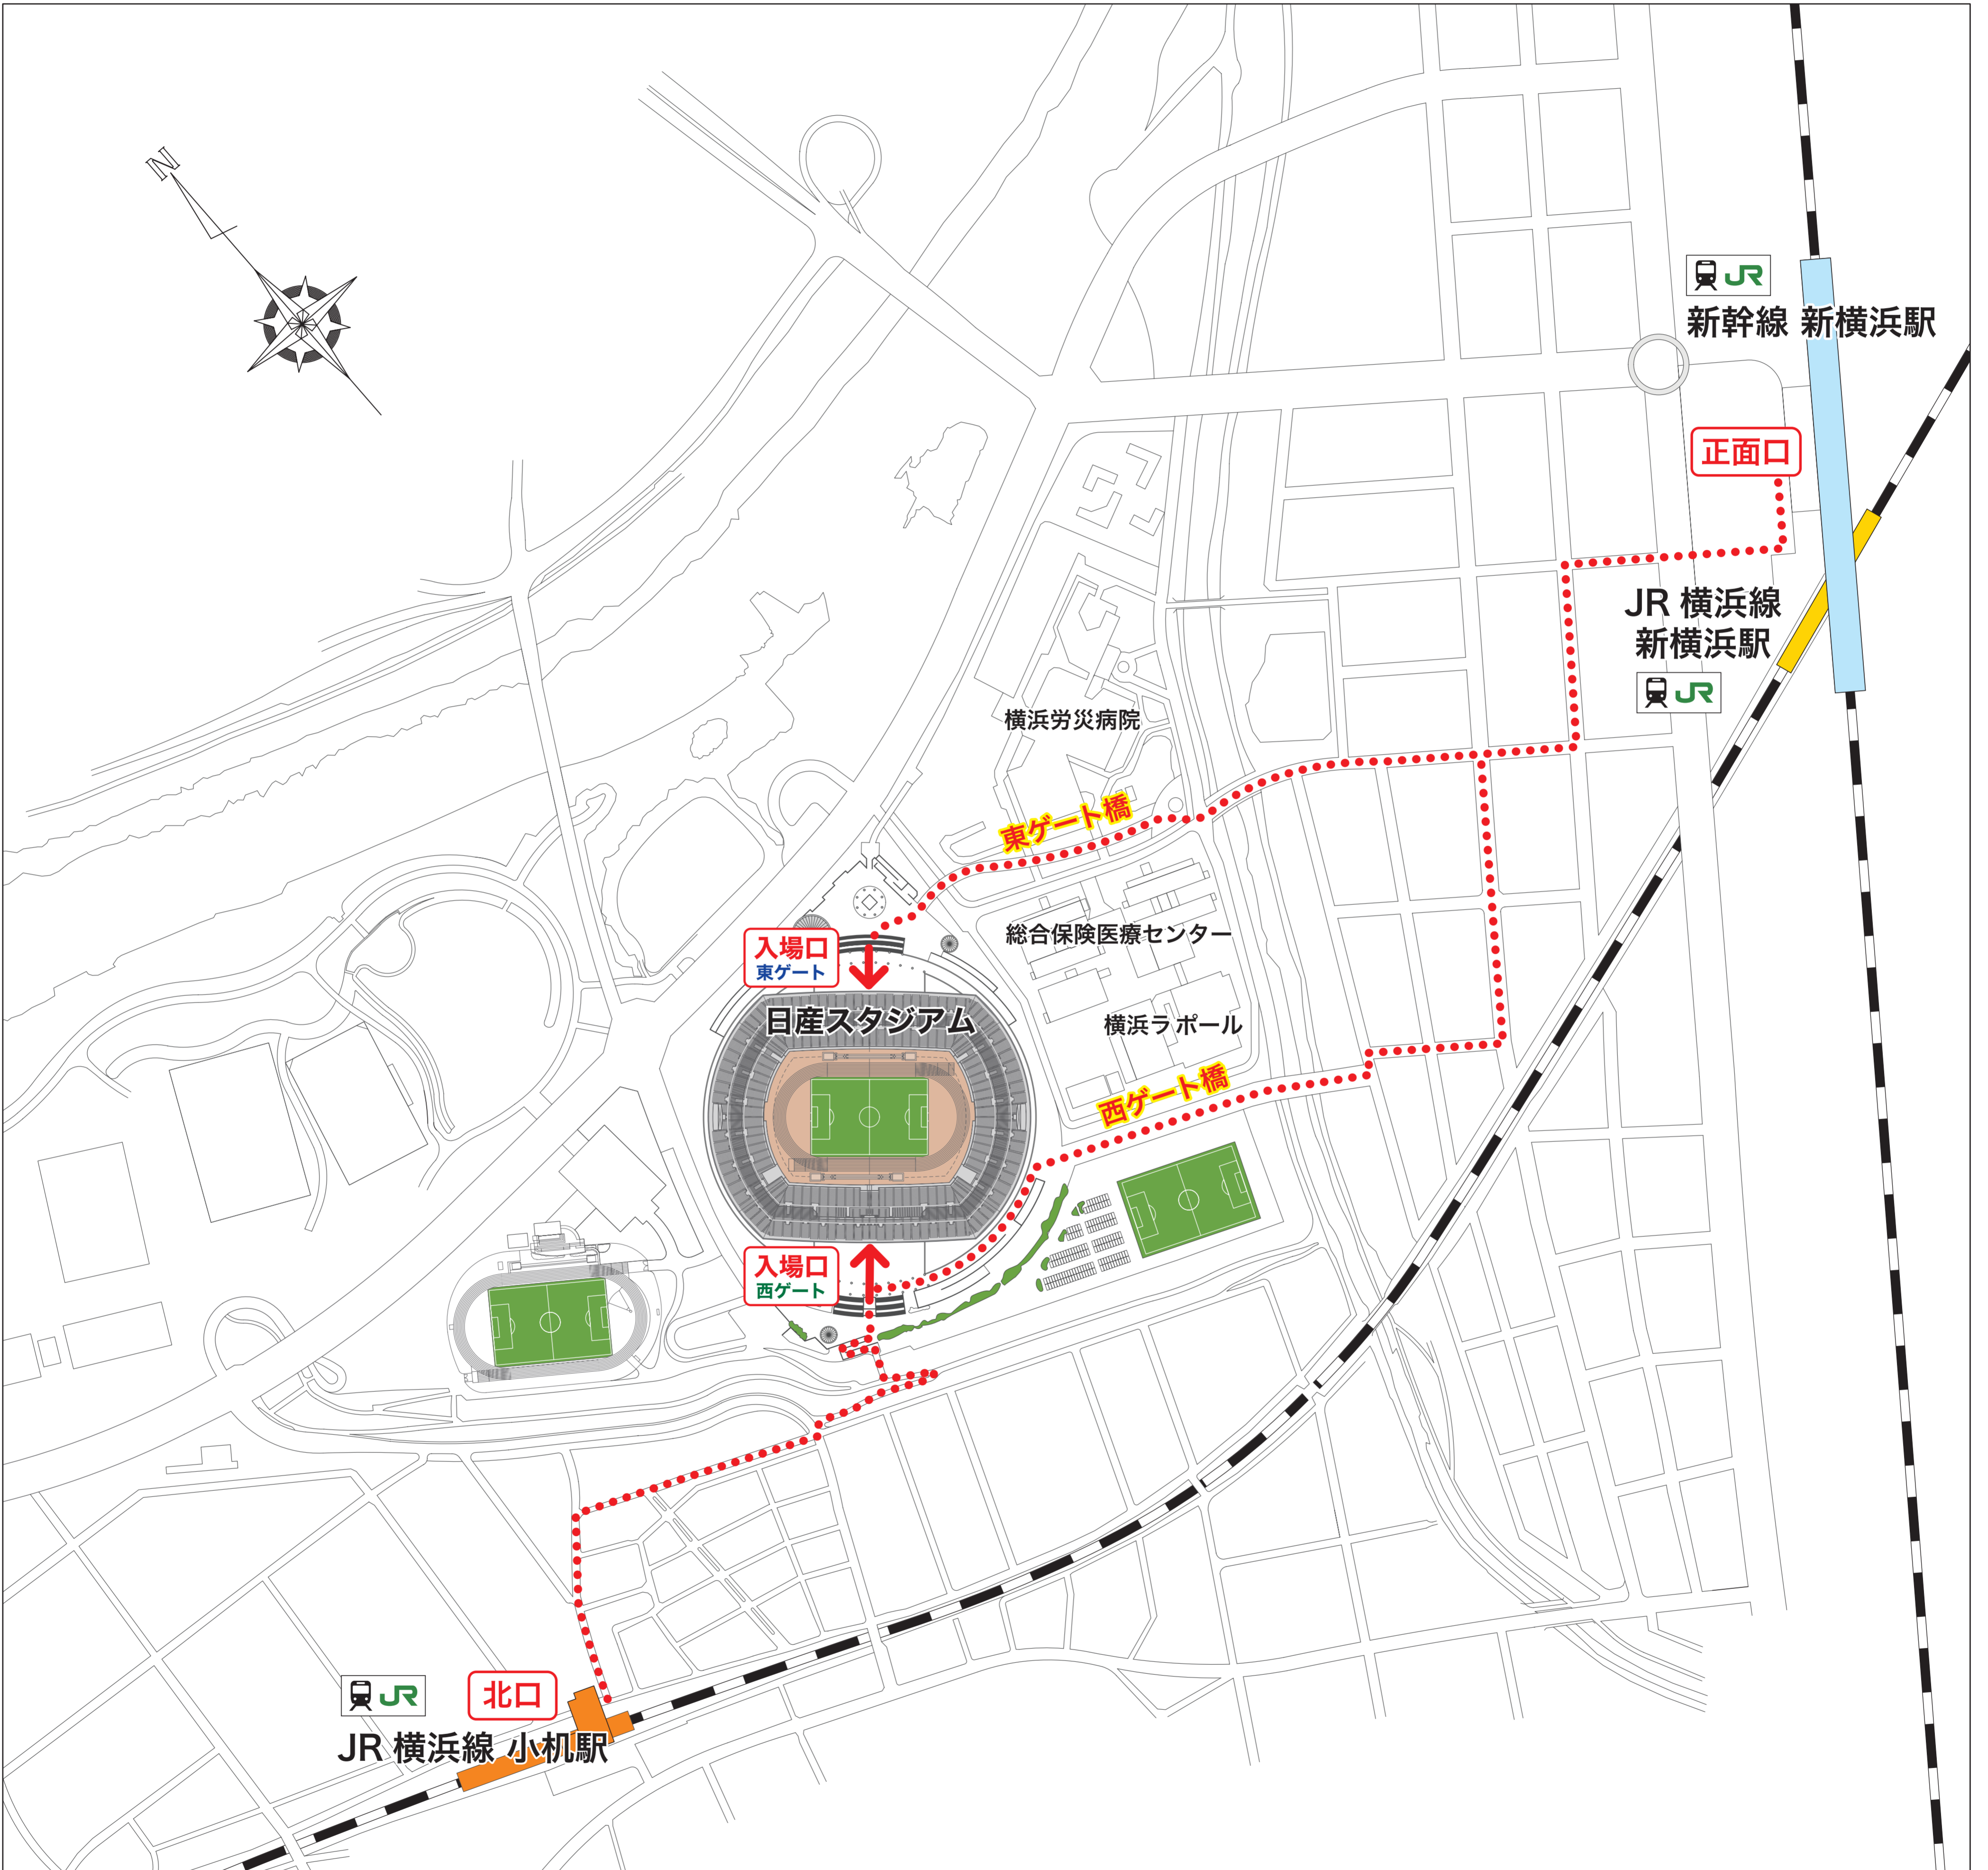 N
JR
新幹線 新横浜駅
正面口
JR 横浜線
新横浜駅
JR
横浜労災病院
東ゲート橋
総合保険医療センター
入場口
東ゲート
日産スタジアム
横浜ラポール
西ゲート橋
入場口
西ゲート
JR
北口
JR 横浜線 小机駅